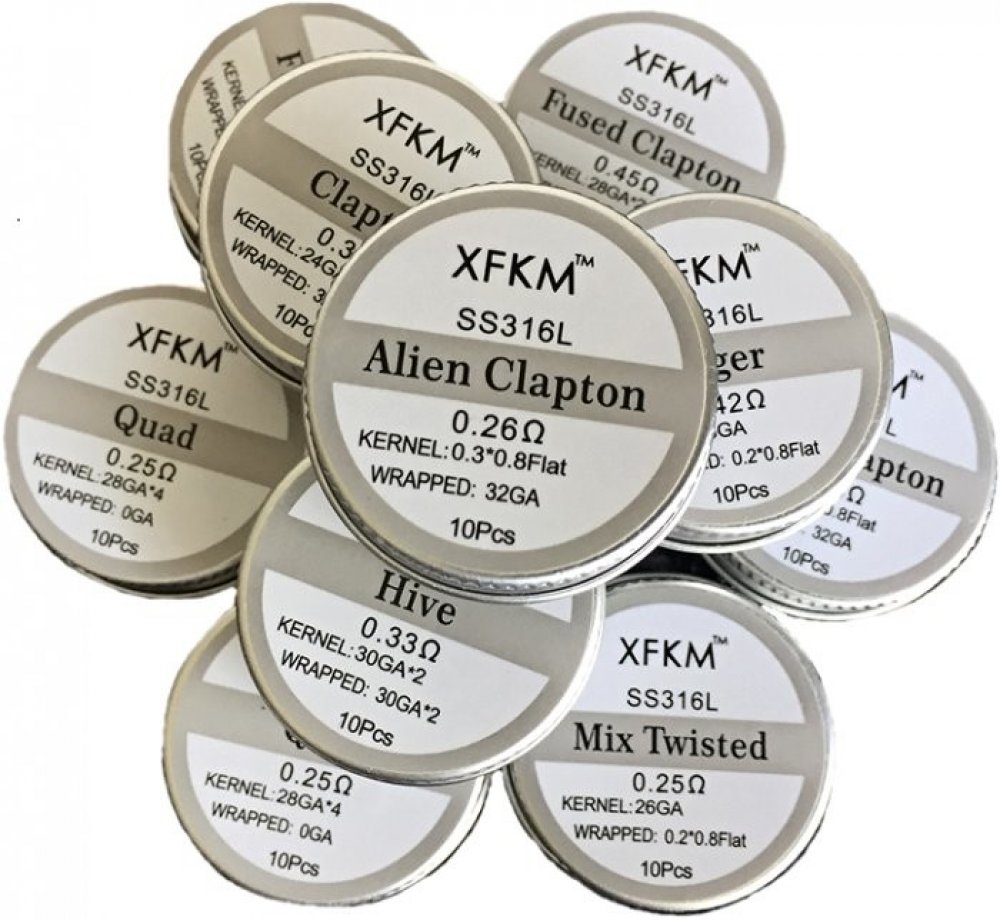 10Pcs
XFKM™
SS316L
KERNEL:24GA
WRAPPED:
XFKM™
SS316L
Fused Clapton
0.45Ω
KERNEL:28GA*2
XFKM™
SS316L
Alien Clapton
0.26Ω
KERNEL:0.3*0.8Flat
WRAPPED: 32GA
10Pcs
0.2*0.8Flat
10Pcs
0.8Flat
32GA
10Pcs
XFKM™
SS316L
Quad
0.25Ω
KERNEL:28GA*4
WRAPPED: 0GA
10Pcs
Hive
0.33Ω
KERNEL:30GA*2
WRAPPED: 30GA*2
10Pcs
0.25Ω
KERNEL:28GA*4
WRAPPED: 0GA
10Pcs
XFKM™
SS316L
Mix Twisted
0.25Ω
KERNEL:26GA
WRAPPED: 0.2*0.8Flat
10Pcs